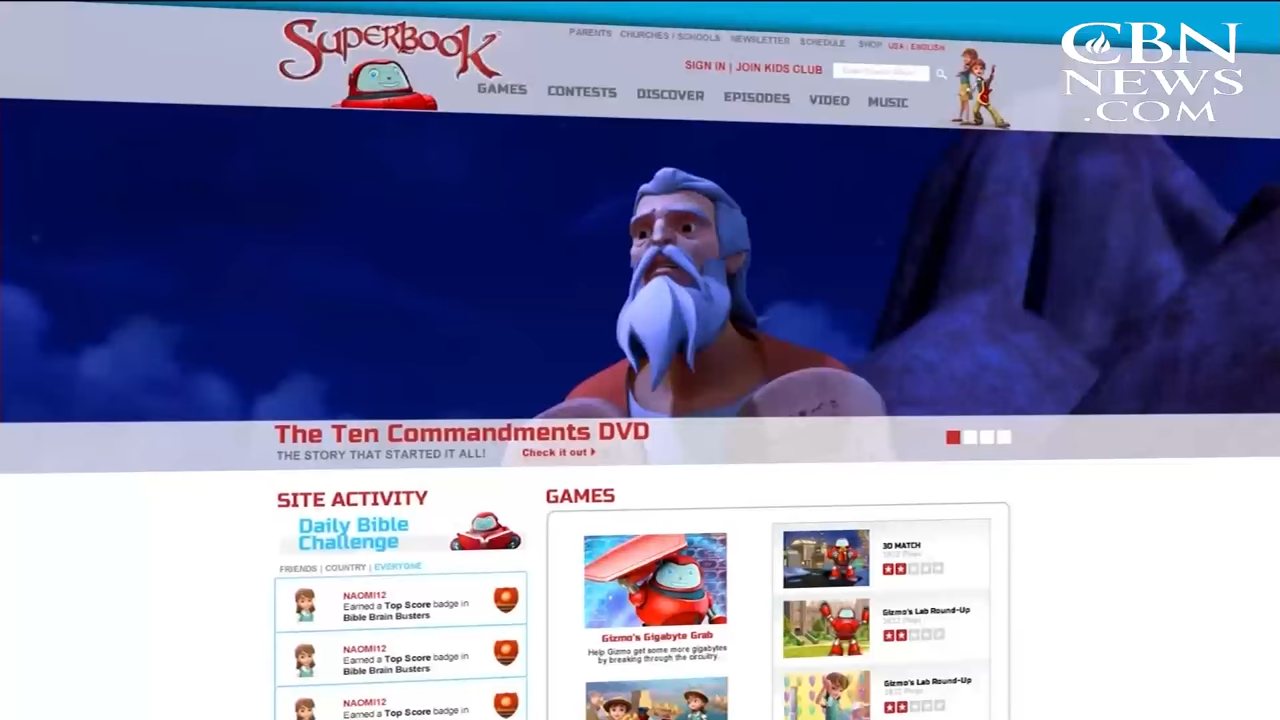 SUPERBOOK
PARENTS CHURCHES / SCHOOLS NEWSLETTER SCHEDULE SHOP USA | ENGLISH
SIGN IN | JOIN KIDS CLUB
GAMES CONTESTS DISCOVER EPISODES VIDEO MUSIC
CBN
NEWS
.COM
The Ten Commandments DVD
THE STORY THAT STARTED IT ALL!
Check it out
SITE ACTIVITY
Daily Bible
Challenge
FRIENDS | COUNTRY | EVERYONE
NAOMI12
Earned a Top Score badge in
Bible Brain Busters
NAOMI12
Earned a Top Score badge in
Bible Brain Busters
NAOMI12
Earned a Top Score badge in
GAMES
Gizmo's Gigabyte Grab
Help Gizmo get some more gigabytes
by breaking through the circuitry.
3D MATCH
Plays
Gizmo's Lab Round-Up
Plays
Gizmo's Lab Round-Up
Plays